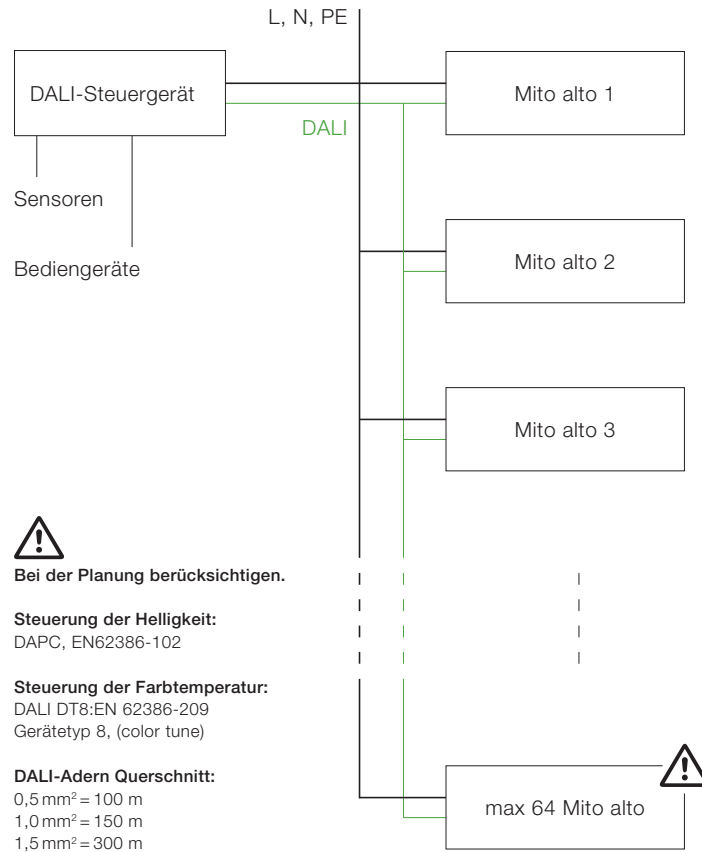 L, N, PE
DALI-Steuergerät
Mito alto 1
DALI
Sensoren
Bediengeräte
Mito alto 2
Mito alto 3
Bei der Planung berücksichtigen.
Steuerung der Helligkeit:
DAPC, EN62386-102
Steuerung der Farbtemperatur:
DALI DT8:EN 62386-209
Gerätetyp 8, (color tune)
DALI-Adern Querschnitt:
0,5 mm² = 100 m
1,0 mm² = 150 m
1,5 mm² = 300 m
max 64 Mito alto